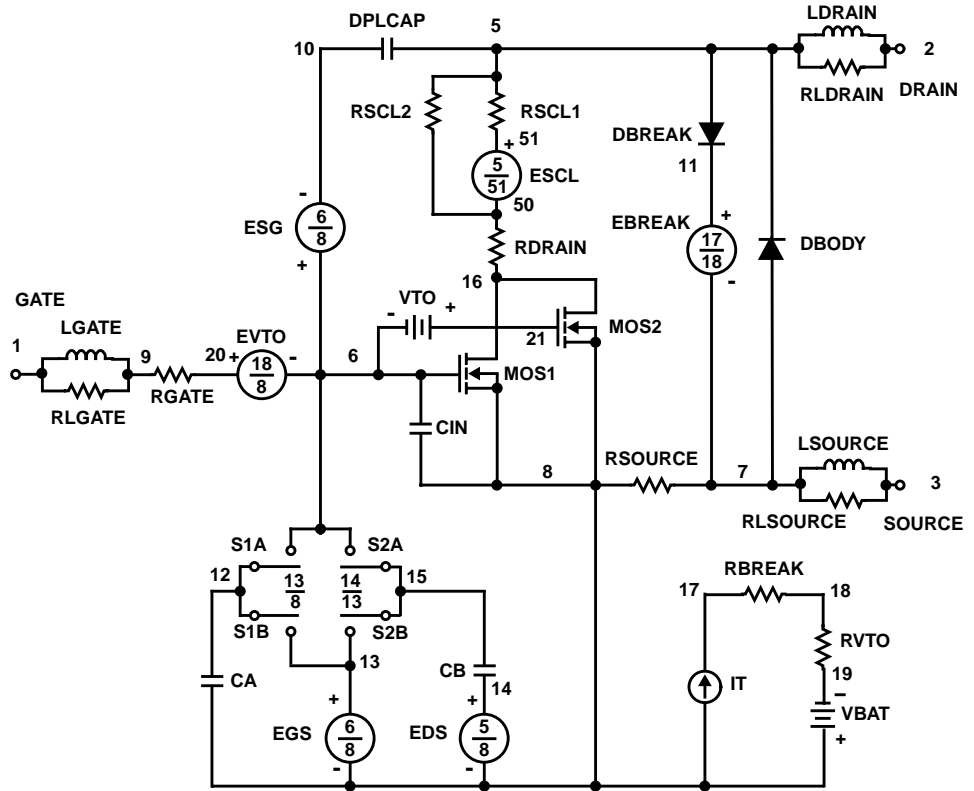 LDRAIN
DPLCAP
5
10
2
RLDRAIN
DRAIN
RSCL2
RSCL1
DBREAK
+ 51
11
5
51
ESCL
50
-
6
8
ESG
+
RDRAIN
EBREAK
+
17
18
-
DBODY
16
VTO
-
+
21
MOS2
GATE
LGATE
1
9
RLGATE
RGATE
EVTO
20
+
18
8
-
6
MOS1
CIN
8
RSOURCE
7
LSOURCE
3
RLSOURCE
SOURCE
S1A
S2A
12
13
8
14
13
15
S1B
S2B
13
CA
CB
14
+
EGS
6
8
-
+
EDS
5
8
-
RBREAK
17
18
RVTO
19
IT
-
VBAT
+